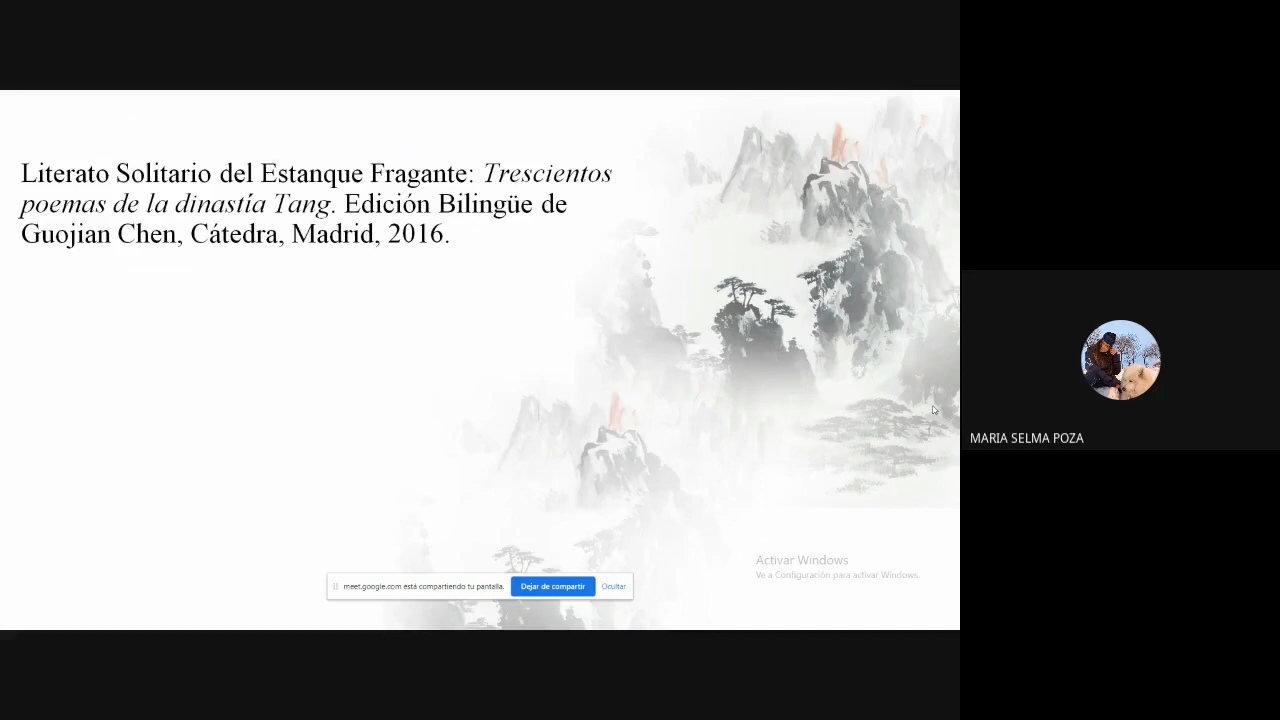 Literato Solitario del Estanque Fragante: Trescientos
poemas de la dinastía Tang. Edición Bilingüe de
Guojian Chen, Cátedra, Madrid, 2016.
MARIA SELMA POZA
Activar Windows
Ve a Configuración para activar Windows.
meet.google.com está compartiendo tu pantalla. Dejar de compartir Ocultar